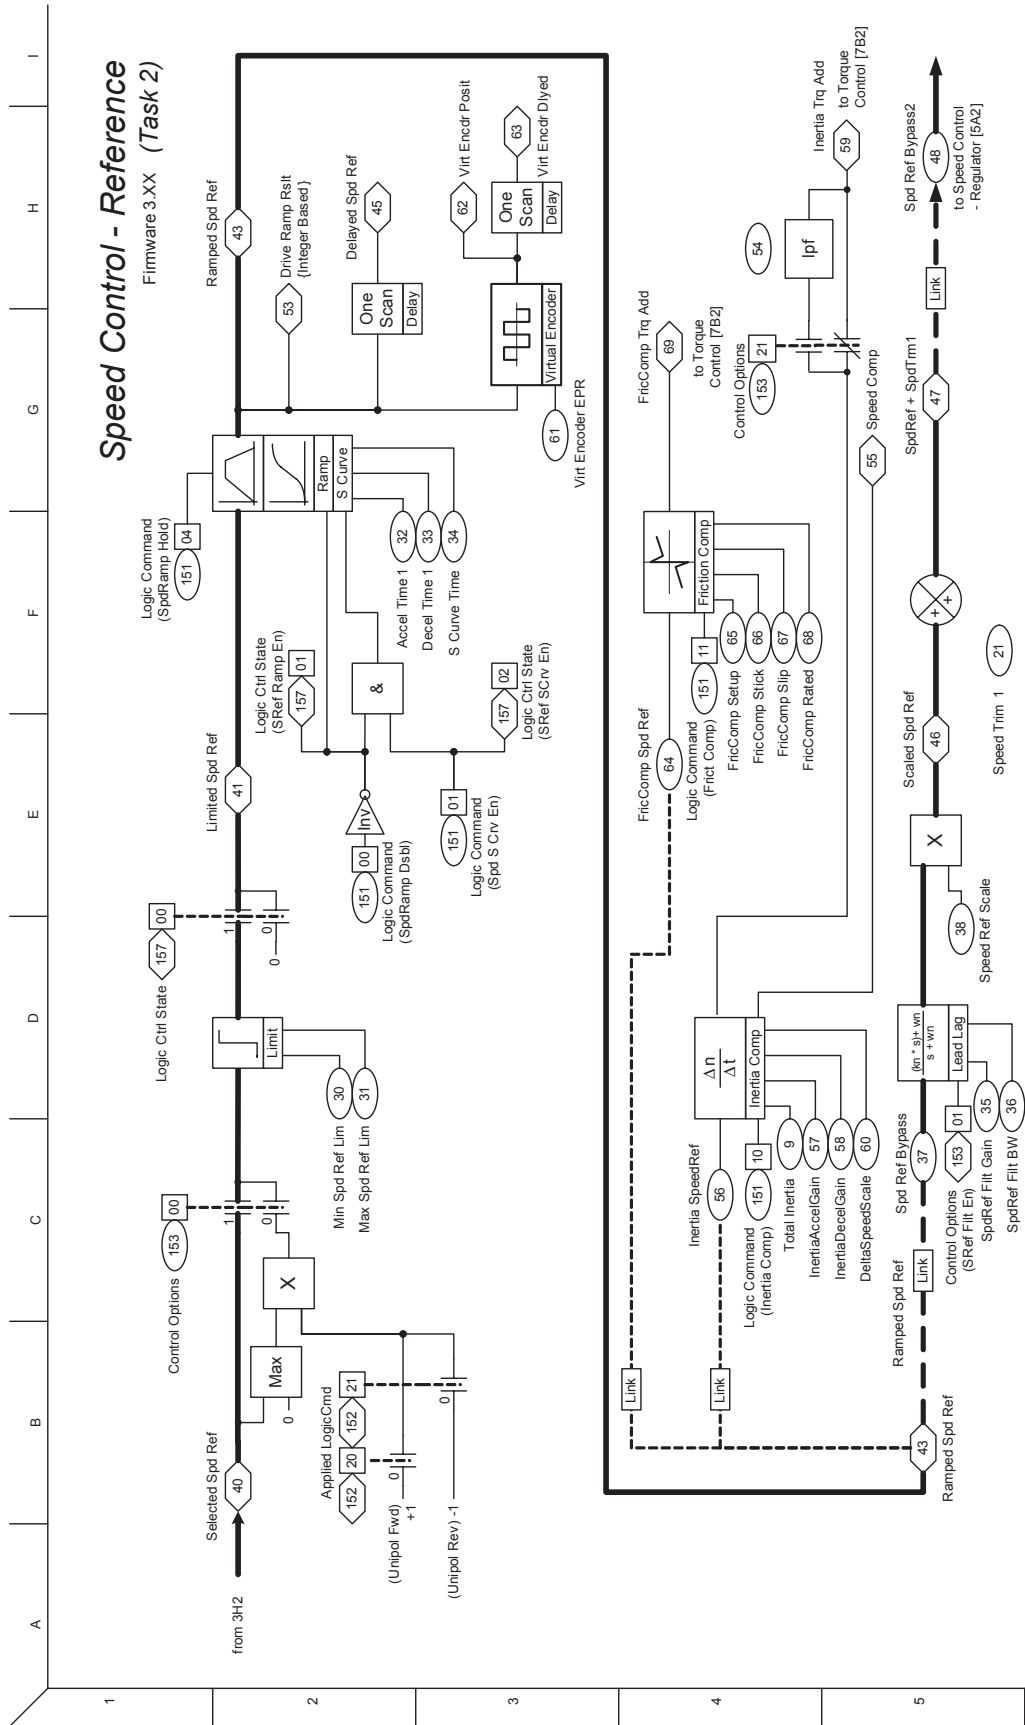 Speed Control - Reference
Firmware 3.XX (Task 2)
A
B
C
D
E
F
G
H
I
1
2
3
4
5
from 3H2
Selected Spd Ref
40
Max
0
Applied LogicCmd
152
20
152
21
(Unipol Fwd)
+1
0
(Unipol Rev) -1
0
X
Control Options
153
00
1
0
Limit
Min Spd Ref Lim
30
Max Spd Ref Lim
31
Logic Ctrl State
157
00
1
0
0
Limited Spd Ref
41
151
00
Logic Command
(SpdRamp Dsbl)
Inv
151
01
Logic Command
(Spd S Crv En)
Logic Ctrl State
(SRef Ramp En)
157
01
&
157
02
Logic Ctrl State
(SRef SCrv En)
Logic Command
(SpdRamp Hold)
151
04
Ramp
S Curve
Accel Time 1
32
Decel Time 1
33
S Curve Time
34
Ramped Spd Ref
43
53
Drive Ramp Rslt
{Integer Based}
One
Scan
Delay
Delayed Spd Ref
45
Virtual Encoder
61
Virt Encoder EPR
62
Virt Encdr Posit
One
Scan
Delay
63
Virt Encdr Dlyed
Link
Link
FricComp Spd Ref
64
Logic Command
(Frict Comp)
151
11
Friction Comp
FricComp Setup
65
FricComp Stick
66
FricComp Slip
67
FricComp Rated
68
FricComp Trq Add
69
to Torque
Control [7B2]
Inertia SpeedRef
56
Logic Command
(Inertia Comp)
151
10
Δn
Δt
Inertia Comp
Total Inertia
9
InertiaAccelGain
57
InertiaDecelGain
58
DeltaSpeedScale
60
Control Options
153
21
55
Speed Comp
lpf
54
Inertia Trq Add
59
to Torque
Control [7B2]
43
Ramped Spd Ref
Ramped Spd Ref
Link
Spd Ref Bypass
37
(kn * s)+ wn
s + wn
Lead Lag
153
01
Control Options
(SRef Filt En)
SpdRef Filt Gain
35
SpdRef Filt BW
36
X
38
Speed Ref Scale
Scaled Spd Ref
46
+
+
21
Speed Trim 1
SpdRef + SpdTrm1
47
Link
Spd Ref Bypass2
48
to Speed Control
- Regulator [5A2]